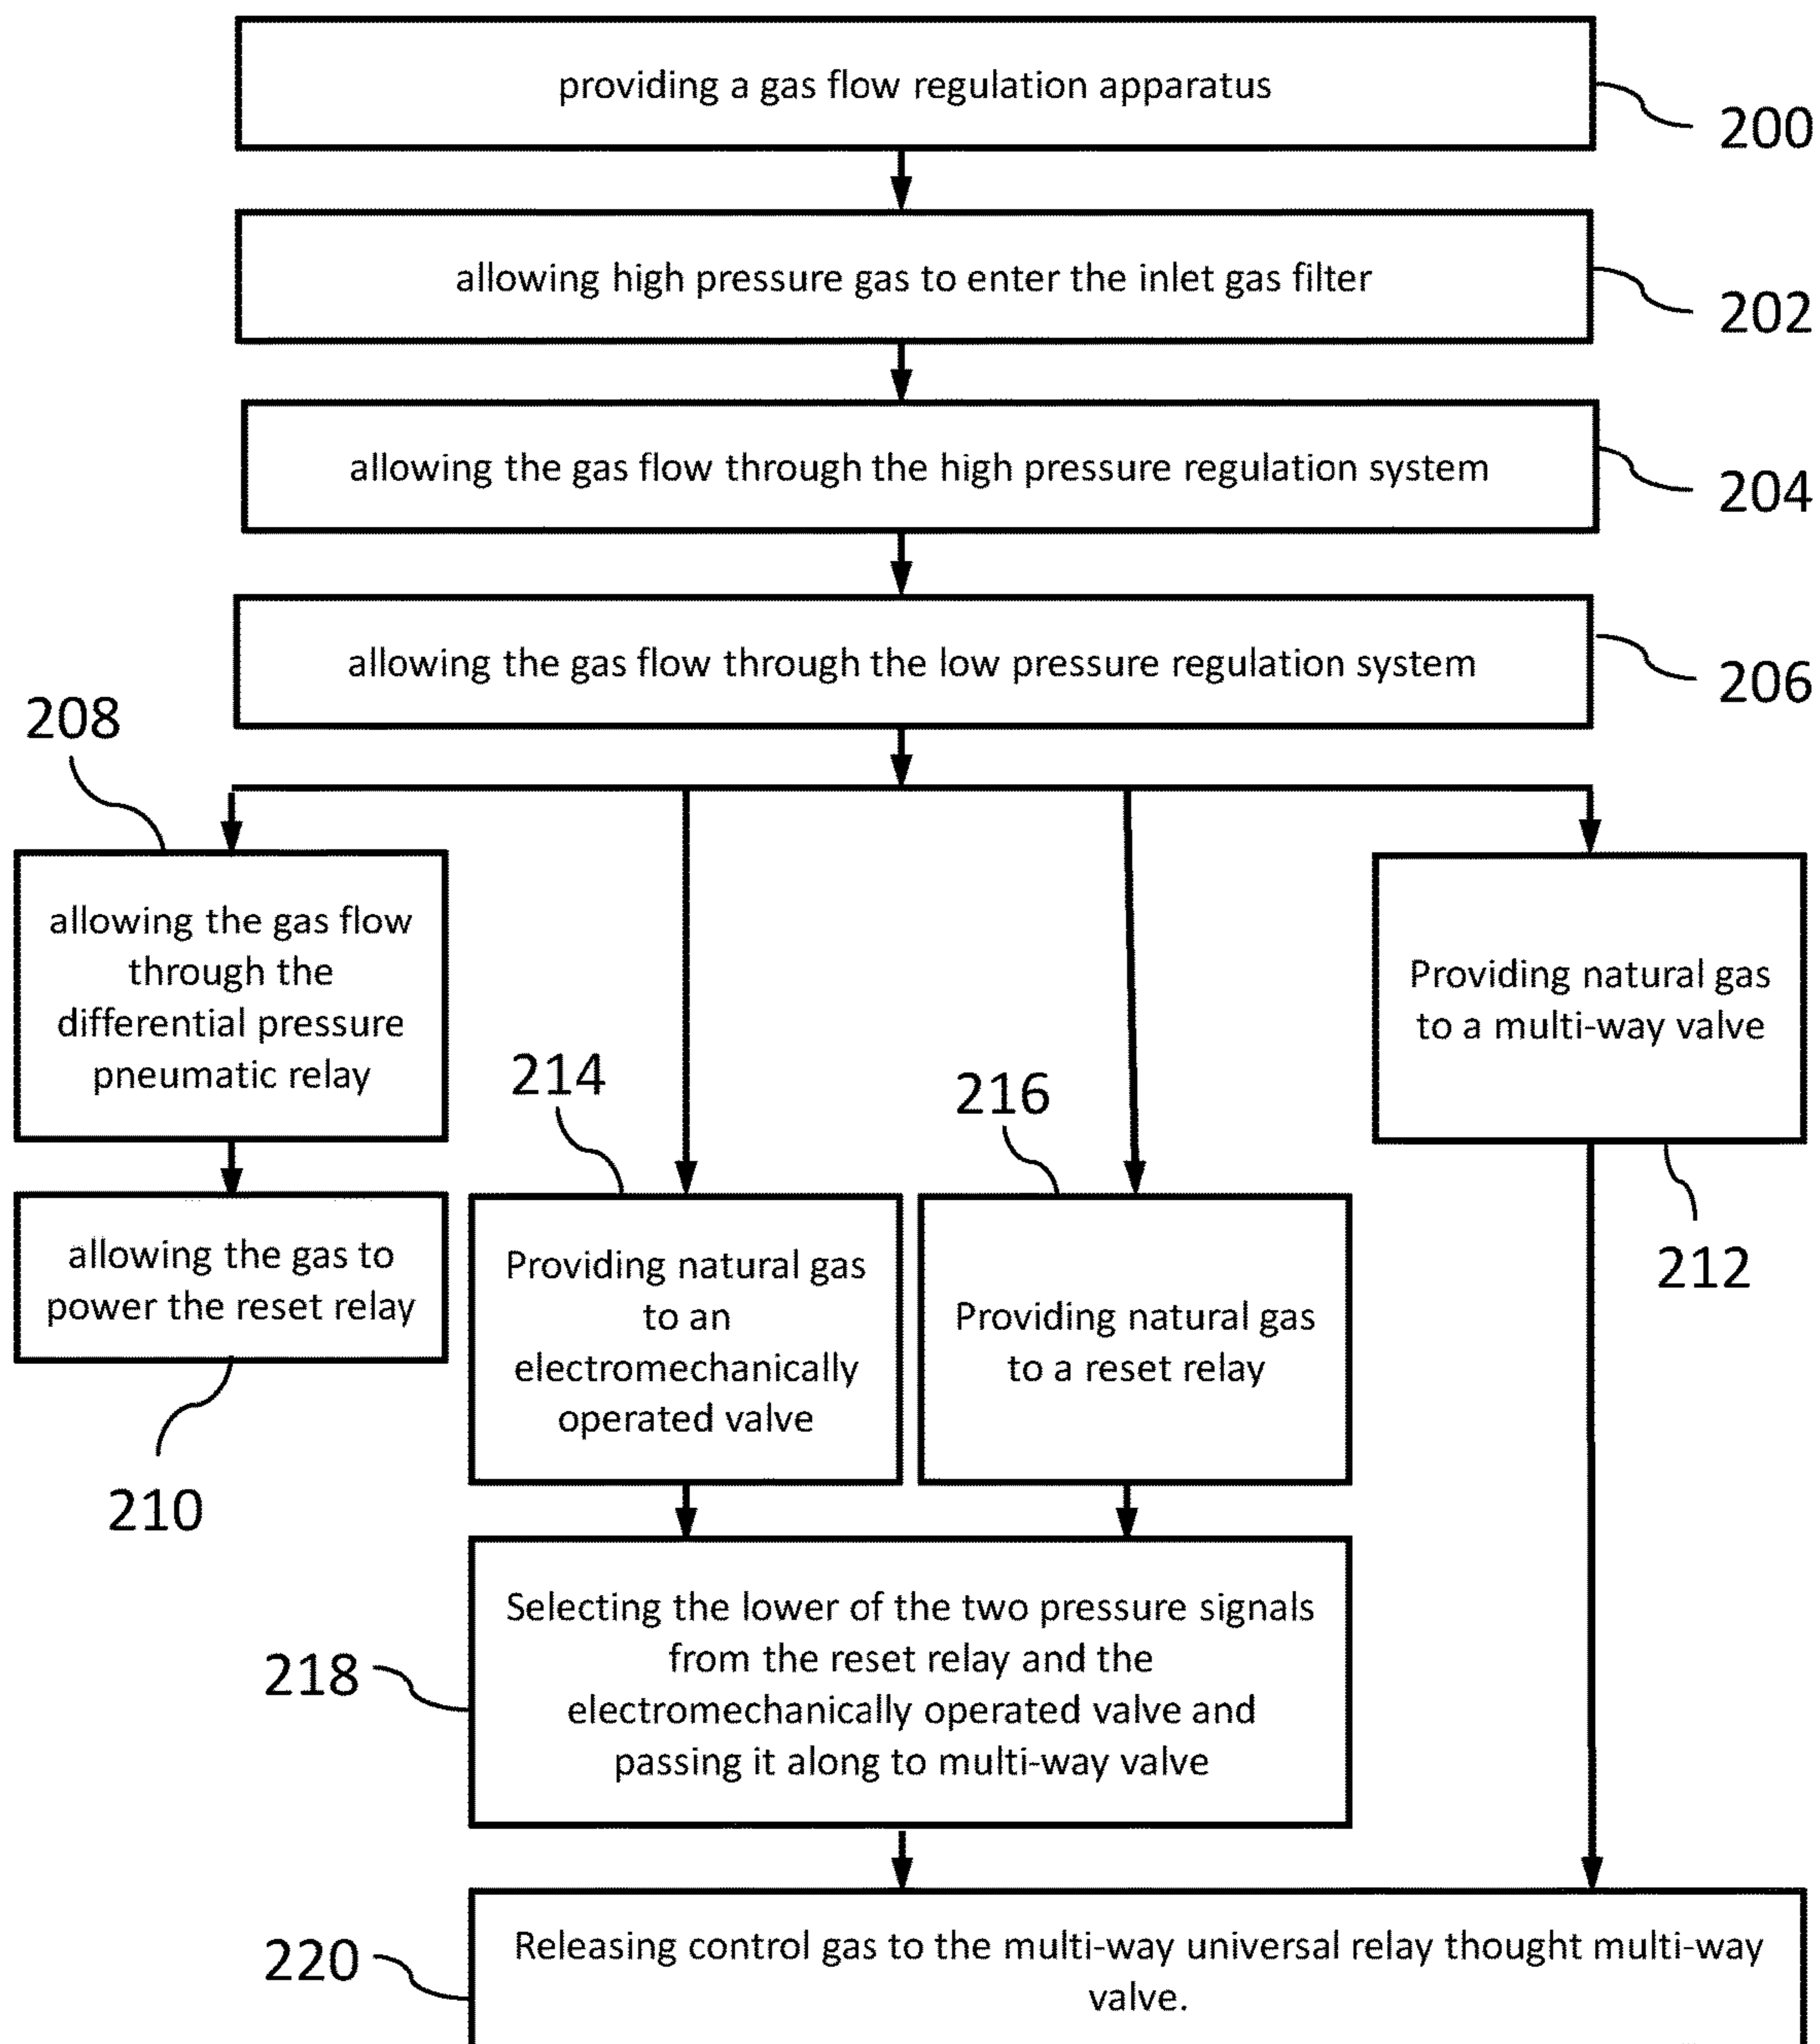 providing a gas flow regulation apparatus
200
allowing high pressure gas to enter the inlet gas filter
202
allowing the gas flow through the high pressure regulation system
204
allowing the gas flow through the low pressure regulation system
206
208
allowing the gas flow
through the
differential pressure
pneumatic relay
Providing natural gas
to a multi-way valve
212
allowing the gas to
power the reset relay
210
214
Providing natural gas
to an
electromechanically
operated valve
216
Providing natural gas
to a reset relay
218
Selecting the lower of the two pressure signals
from the reset relay and the
electromechanically operated valve and
passing it along to multi-way valve
220
Releasing control gas to the multi-way universal relay thought multi-way
valve.